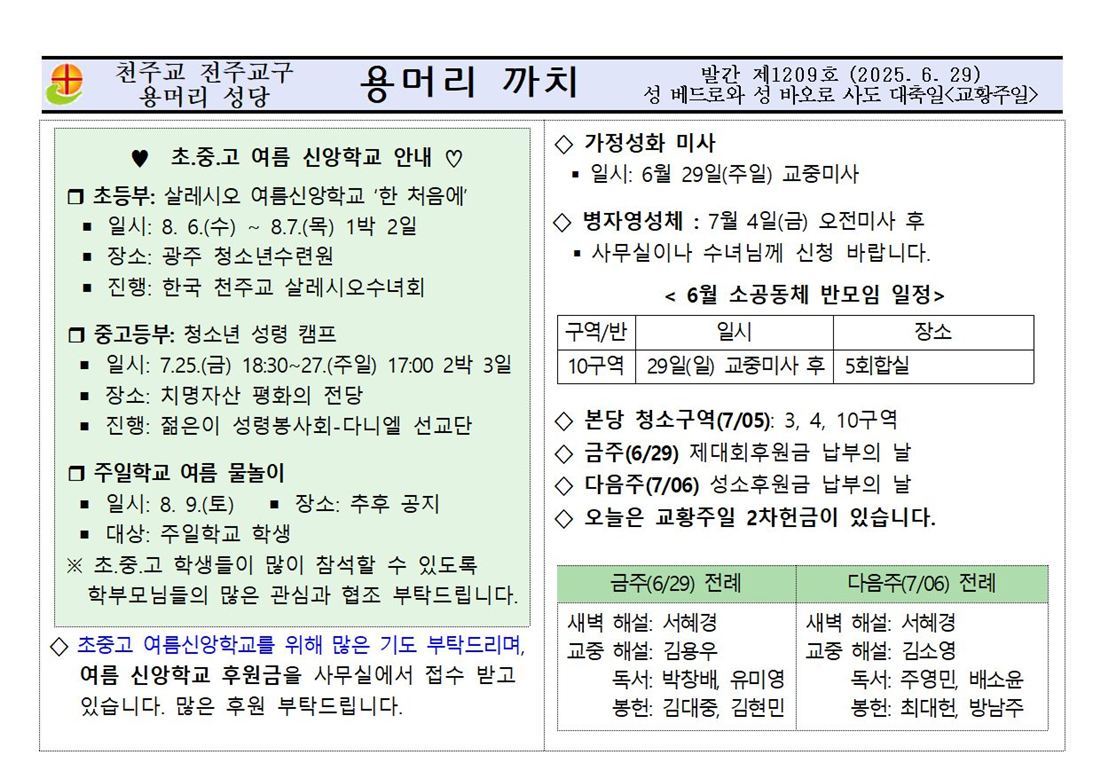 천주교 전주교구
용머리 성당
용머리 까치
발간 제1209호 (2025. 6. 29)
성 베드로와 성 바오로 사도 대축일<교황주일>
♥ 초.중.고 여름 신앙학교 안내 ♡
❒ 초등부: 살레시오 여름신앙학교 '한 처음에'
▪ 일시: 8. 6.(수) ~ 8.7.(목) 1박 2일
▪ 장소: 광주 청소년수련원
▪ 진행: 한국 천주교 살레시오수녀회
❒ 중고등부: 청소년 성령 캠프
▪ 일시: 7.25.(금) 18:30~27.(주일) 17:00 2박 3일
▪ 장소: 치명자산 평화의 전당
▪ 진행: 젊은이 성령봉사회-다니엘 선교단
❒ 주일학교 여름 물놀이
▪ 일시: 8. 9.(토) ▪ 장소: 추후 공지
▪ 대상: 주일학교 학생
※ 초.중.고 학생들이 많이 참석할 수 있도록
학부모님들의 많은 관심과 협조 부탁드립니다.
◇ 초중고 여름신앙학교를 위해 많은 기도 부탁드리며,
여름 신앙학교 후원금을 사무실에서 접수 받고
있습니다. 많은 후원 부탁드립니다.
◇ 가정성화 미사
▪ 일시: 6월 29일(주일) 교중미사
◇ 병자영성체 : 7월 4일(금) 오전미사 후
▪ 사무실이나 수녀님께 신청 바랍니다.
< 6월 소공동체 반모임 일정>
구역/반 일시 장소
10구역 29일(일) 교중미사 후 5회합실
◇ 본당 청소구역(7/05): 3, 4, 10구역
◇ 금주(6/29) 제대회후원금 납부의 날
◇ 다음주(7/06) 성소후원금 납부의 날
◇ 오늘은 교황주일 2차헌금이 있습니다.
금주(6/29) 전례 다음주(7/06) 전례
새벽 해설: 서혜경 새벽 해설: 서혜경
교중 해설: 김용우 교중 해설: 김소영
독서: 박창배, 유미영 독서: 주영민, 배소윤
봉헌: 김대중, 김현민 봉헌: 최대헌, 방남주